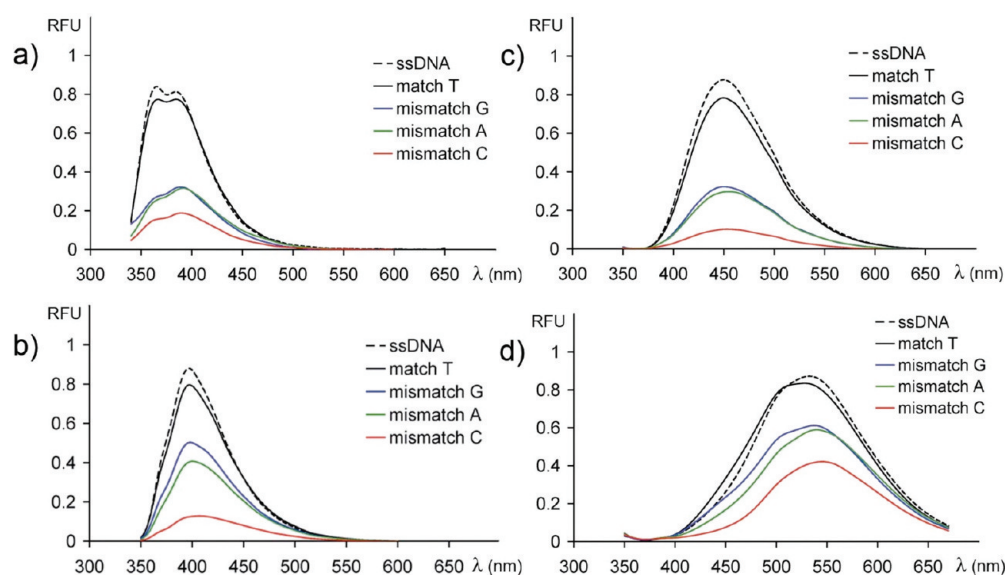 a)
RFU
1
0.8
0.6
0.4
0.2
0
300 350 400 450 500 550 600 650 λ (nm)
ssDNA
match T
mismatch G
mismatch A
mismatch C
c)
RFU
1
0.8
0.6
0.4
0.2
0
300 350 400 450 500 550 600 650 λ (nm)
ssDNA
match T
mismatch G
mismatch A
mismatch C
b)
RFU
1
0.8
0.6
0.4
0.2
0
300 350 400 450 500 550 600 650 λ (nm)
ssDNA
match T
mismatch G
mismatch A
mismatch C
d)
RFU
1
0.8
0.6
0.4
0.2
0
300 350 400 450 500 550 600 650 λ (nm)
ssDNA
match T
mismatch G
mismatch A
mismatch C